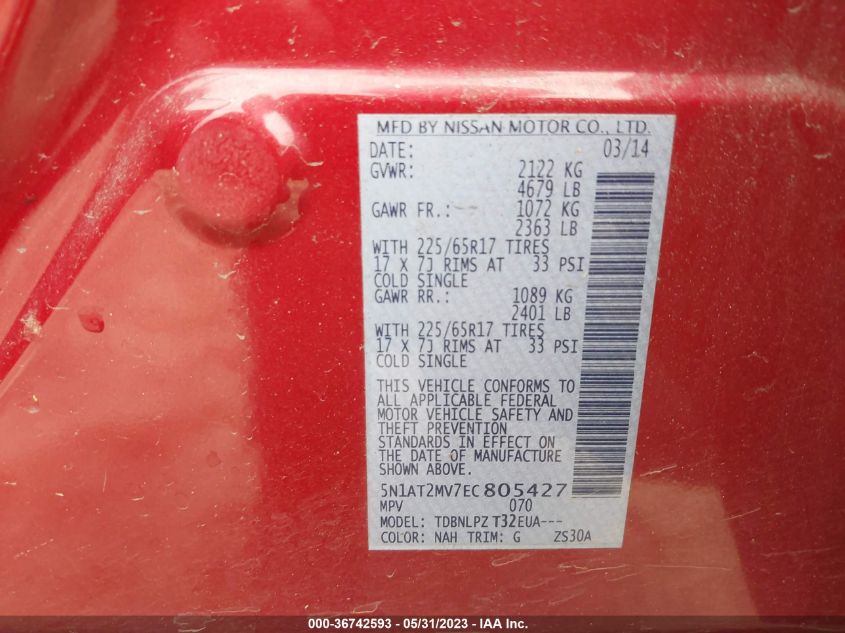 MFD BY NISSAN MOTOR CO., LTD.
DATE: 03/14
GVWR: 2122 KG
4679 LB
GAWR FR.: 1072 KG
2363 LB
WITH 225/65R17 TIRES
17 X 7J RIMS AT 33 PSI
COLD SINGLE
GAWR RR.: 1089 KG
2401 LB
WITH 225/65R17 TIRES
17 X 7J RIMS AT 33 PSI
COLD SINGLE
THIS VEHICLE CONFORMS TO
ALL APPLICABLE FEDERAL
MOTOR VEHICLE SAFETY AND
THEFT PREVENTION
STANDARDS IN EFFECT ON
THE DATE OF MANUFACTURE
SHOWN ABOVE.
5N1AT2MV7EC805427
MPV 070
MODEL: TDBNLPZ T32EUA---
COLOR: NAH TRIM: G ZS30A
000-36742593 - 05/31/2023 - IAA Inc.